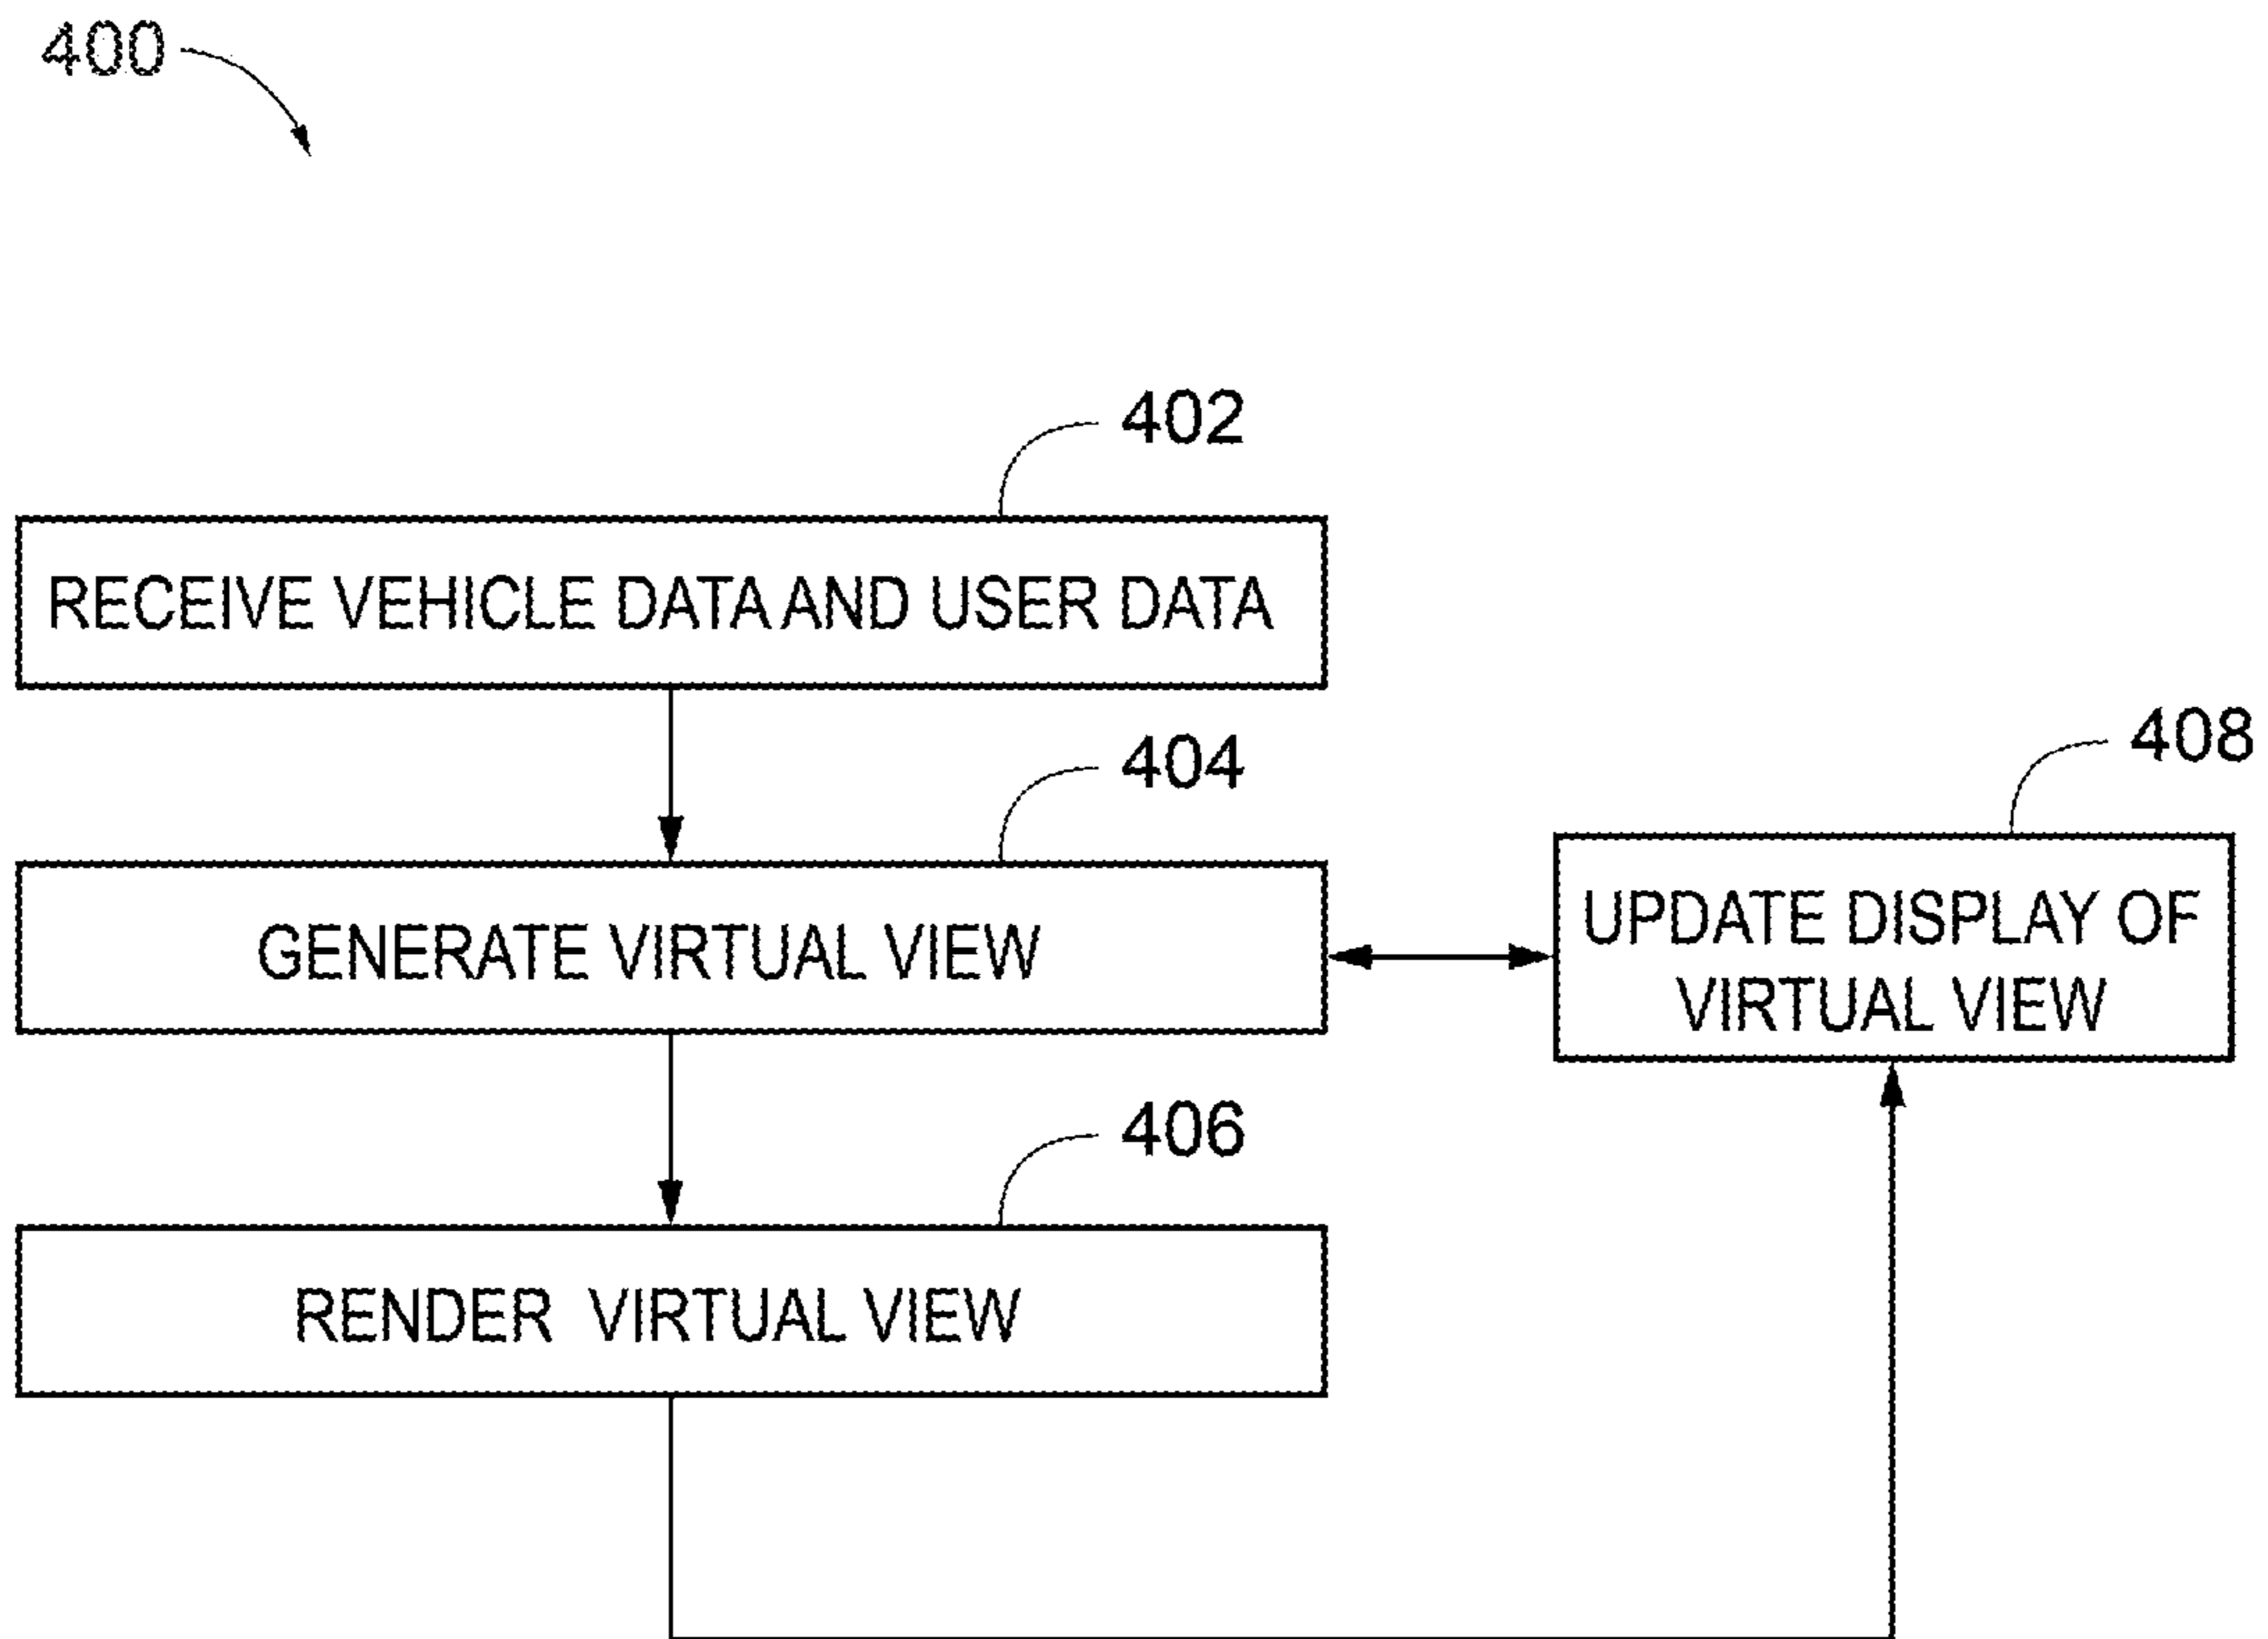 400
402
RECEIVE VEHICLE DATA AND USER DATA
404
GENERATE VIRTUAL VIEW
408
UPDATE DISPLAY OF
VIRTUAL VIEW
406
RENDER VIRTUAL VIEW